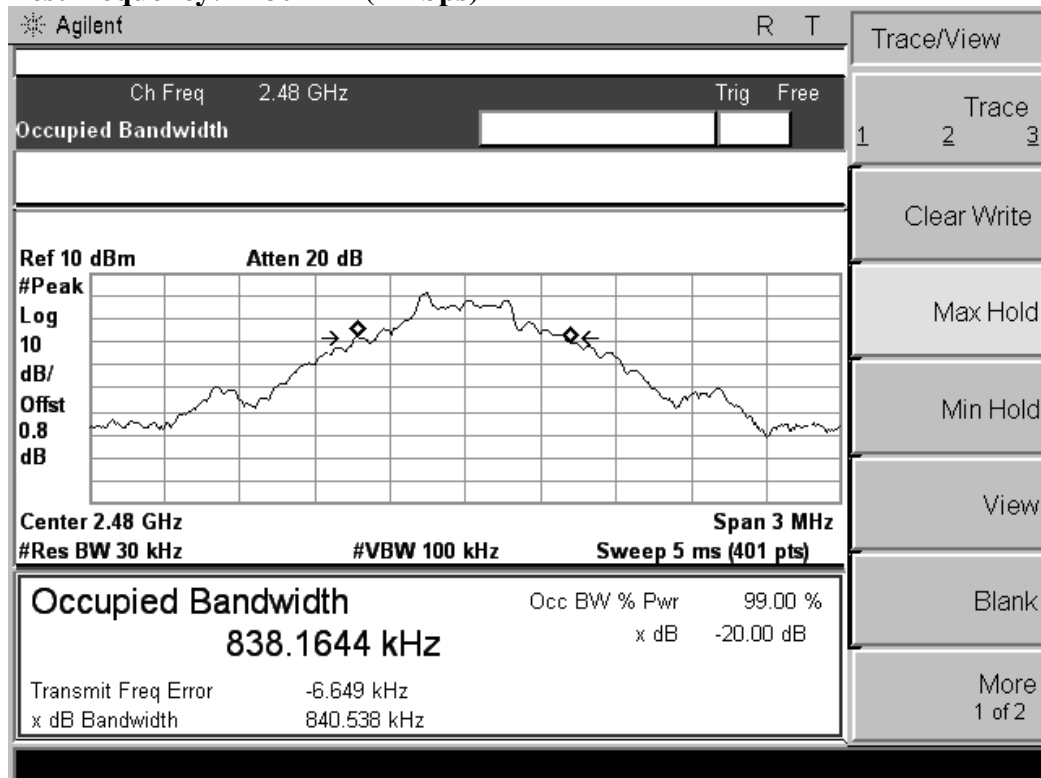 Agilent R T
Trace/View
Ch Freq 2.48 GHz Trig Free
Occupied Bandwidth
Trace
1 2 3
Clear Write
Ref 10 dBm Atten 20 dB
#Peak
Log
10
dB/
Offst
0.8
dB
Max Hold
Min Hold
Center 2.48 GHz Span 3 MHz
#Res BW 30 kHz #VBW 100 kHz Sweep 5 ms (401 pts)
View
Occupied Bandwidth Occ BW % Pwr 99.00 %
838.1644 kHz x dB -20.00 dB
Blank
Transmit Freq Error -6.649 kHz
x dB Bandwidth 840.538 kHz
More
1 of 2